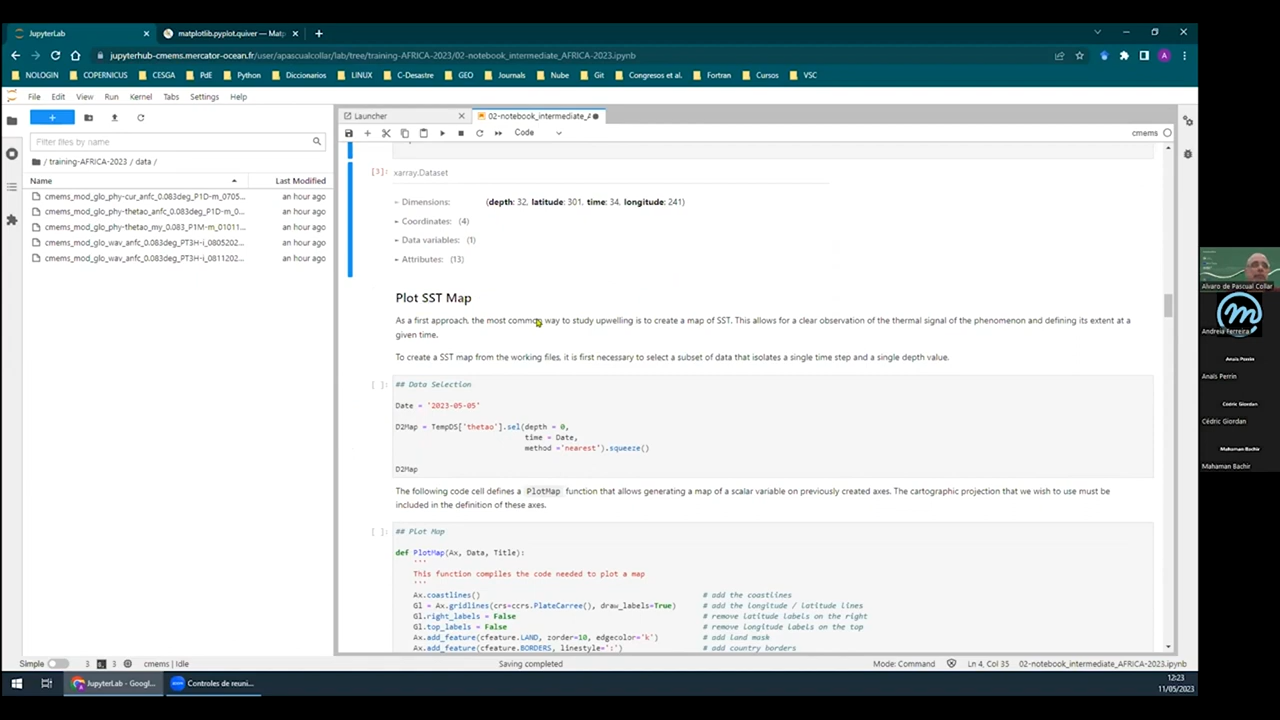 JupyterLab
matplotlib.pyplot.quiver — Mat
jupyterhub-cmems.mercator-ocean.fr/user/apascualcollar/lab/tree/training-AFRICA-2023/02-notebook_intermediate_AFRICA-2023.ipynb
NOLOGIN COPERNICUS CESGA PdE Python Diccionarios LINUX C-Desastre GEO Journals Nube Git Congresos et al. Fortran Cursos VSC
File Edit View Run Kernel Tabs Settings Help
Launcher
02-notebook_intermediate_A
Code
cmems
Filter files by name
/ training-AFRICA-2023 / data /
Name Last Modified
cmems_mod_glo_phy-cur_anfc_0.083deg_P1D-m_0705... an hour ago
cmems_mod_glo_phy-thetao_anfc_0.083deg_P1D-m_0... an hour ago
cmems_mod_glo_phy-thetao_my_0.083_P1M-m_01011... an hour ago
cmems_mod_glo_wav_anfc_0.083deg_PT3H-i_0805202... an hour ago
cmems_mod_glo_wav_anfc_0.083deg_PT3H-i_0811202... an hour ago
[3]: xarray.Dataset
Dimensions: (depth: 32, latitude: 301, time: 34, longitude: 241)
Coordinates: (4)
Data variables: (1)
Attributes: (13)
Plot SST Map
As a first approach, the most common way to study upwelling is to create a map of SST. This allows for a clear observation of the thermal signal of the phenomenon and defining its extent at a
given time.
To create a SST map from the working files, it is first necessary to select a subset of data that isolates a single time step and a single depth value.
[ ]: ## Data Selection
Date = '2023-05-05'
D2Map = TempDS['thetao'].sel(depth = 0,
time = Date,
method ='nearest').squeeze()
D2Map
The following code cell defines a PlotMap function that allows generating a map of a scalar variable on previously created axes. The cartographic projection that we wish to use must be
included in the definition of these axes.
[ ]: ## Plot Map
def PlotMap(Ax, Data, Title):
'''
This function compiles the code needed to plot a map
'''
Ax.coastlines() # add the coastlines
Gl = Ax.gridlines(crs=ccrs.PlateCarree(), draw_labels=True) # add the longitude / latitude lines
Gl.right_labels = False # remove latitude labels on the right
Gl.top_labels = False # remove longitude labels on the top
Ax.add_feature(cfeature.LAND, zorder=10, edgecolor='k') # add land mask
Ax.add_feature(cfeature.BORDERS, linestyle=':') # add country borders
Simple 3 3 cmems | Idle Saving completed Mode: Command Ln 4, Col 35 02-notebook_intermediate_AFRICA-2023.ipynb
JupyterLab - Googl...
Controles de reuni...
12:23
11/05/2023
Alvaro de Pascual Collar
Andreia Ferreira
Anaïs Perrin
Anaïs Perrin
Cédric Giordan
Cédric Giordan
Mahaman Bachir
Mahaman Bachir